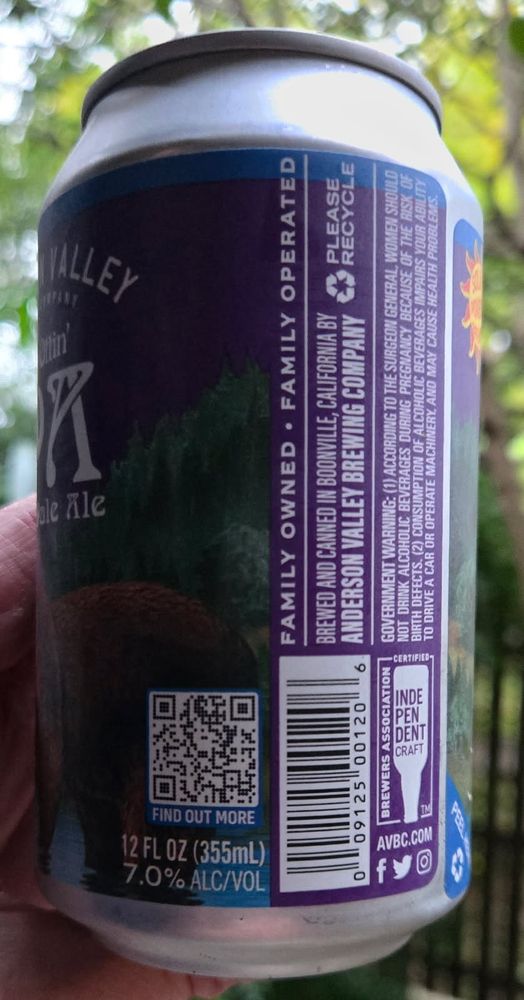 VALLEY
PA
Ale
FIND OUT MORE
12 FL OZ (355mL)
7.0% ALC/VOL
FAMILY OWNED • FAMILY OPERATED
BREWED AND CANNED IN BOONVILLE, CALIFORNIA BY
ANDERSON VALLEY BREWING COMPANY
PLEASE
RECYCLE
GOVERNMENT WARNING: (1) ACCORDING TO THE SURGEON GENERAL, WOMEN SHOULD
NOT DRINK ALCOHOLIC BEVERAGES DURING PREGNANCY BECAUSE OF THE RISK OF
BIRTH DEFECTS. (2) CONSUMPTION OF ALCOHOLIC BEVERAGES IMPAIRS YOUR ABILITY
TO DRIVE A CAR OR OPERATE MACHINERY, AND MAY CAUSE HEALTH PROBLEMS.
0 09125 00120 6
CERTIFIED
BREWERS ASSOCIATION
INDE
PEN
DENT
CRAFT
TM
AVBC.COM